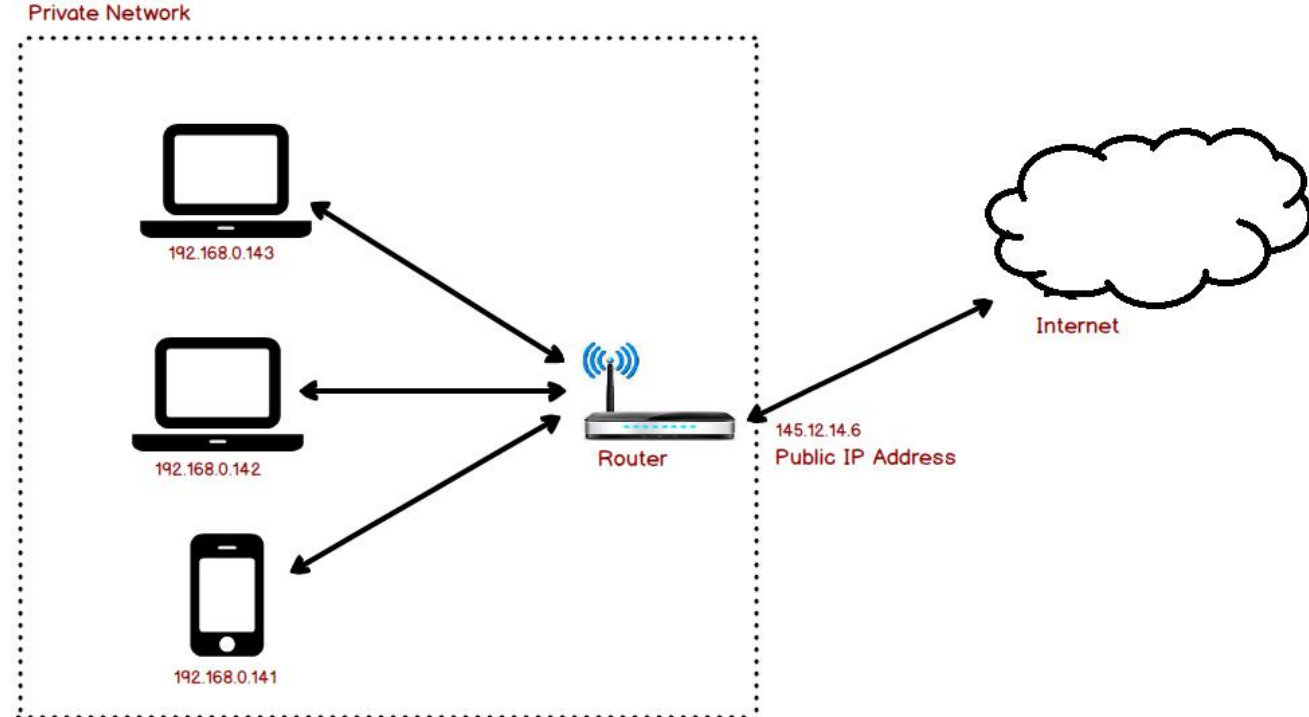 Private Network
192.168.0.143
192.168.0.142
192.168.0.141
Router
145.12.14.6
Public IP Address
Internet